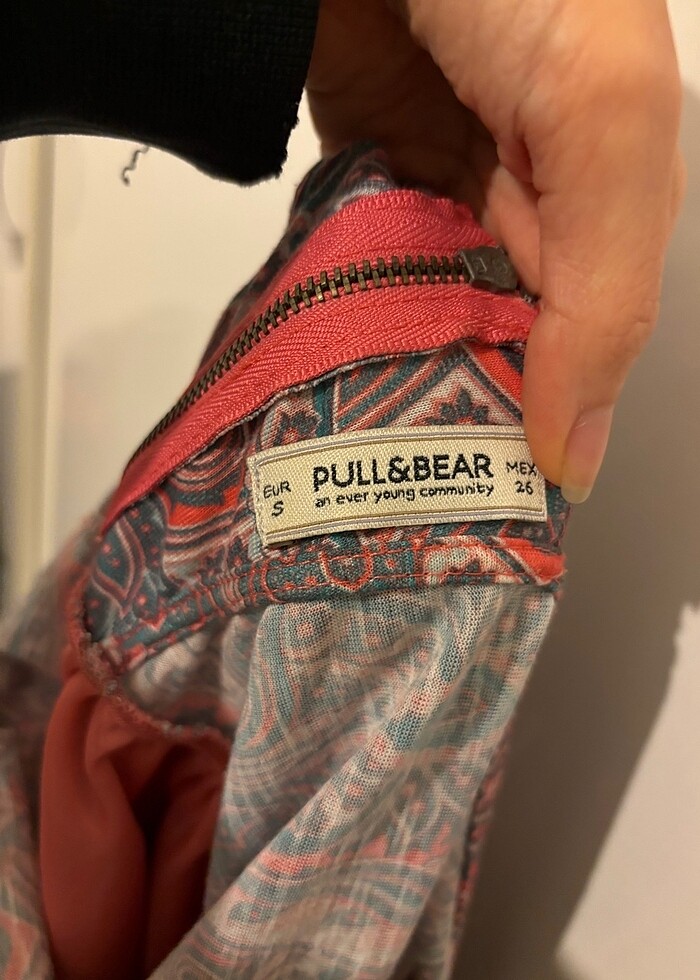 EUR
S
PULL&BEAR
an ever young community
MEX
26